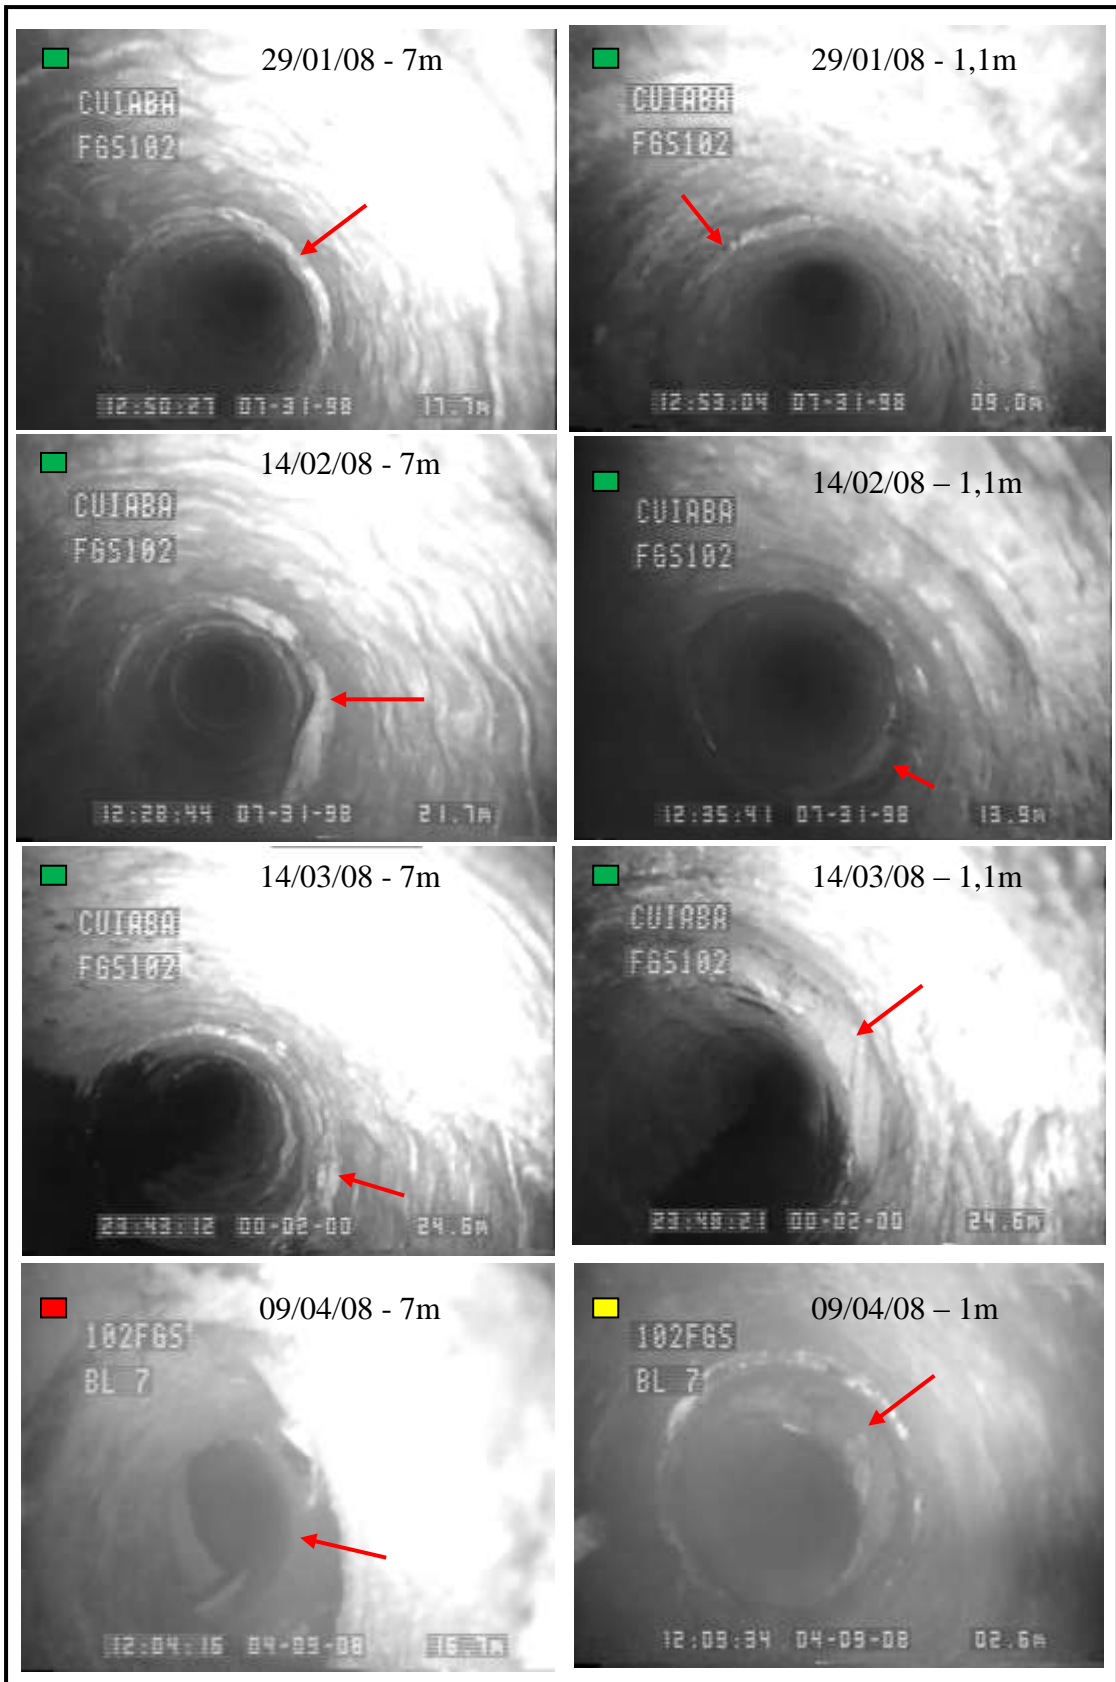 29/01/08 - 7m
CUIABA
FGS102
12:50:27 07-31-98 17.7m
29/01/08 - 1,1m
CUIABA
FGS102
12:53:04 07-31-98 09.0m
14/02/08 - 7m
CUIABA
FGS102
12:28:44 07-31-98 21.7m
14/02/08 – 1,1m
CUIABA
FGS102
12:35:41 07-31-98 13.9m
14/03/08 - 7m
CUIABA
FGS102
23:43:12 00-02-00 24.6m
14/03/08 – 1,1m
CUIABA
FGS102
23:48:21 00-02-00 24.6m
09/04/08 - 7m
102FGS
BL 7
12:04:16 04-09-08
09/04/08 – 1m
102FGS
BL 7
12:09:34 04-09-08 02.6m